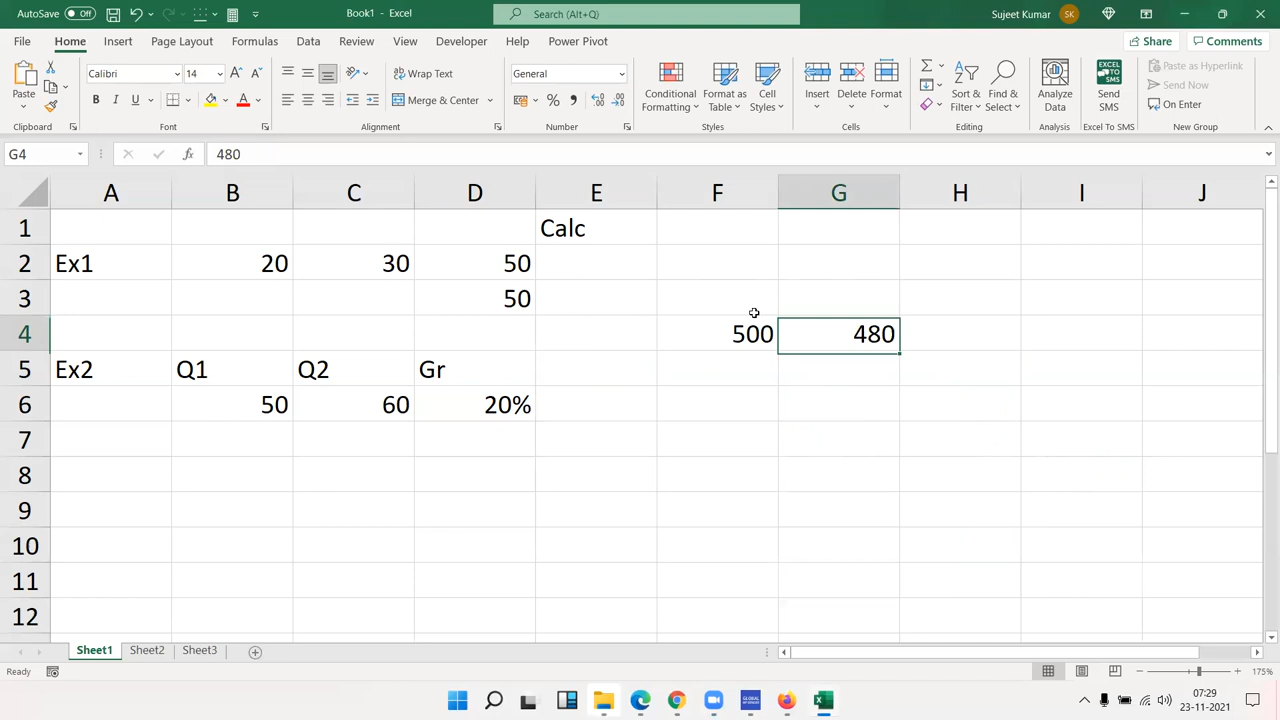 AutoSave Off Book1 - Excel Search (Alt+Q) Sujeet Kumar SK
File Home Insert Page Layout Formulas Data Review View Developer Help Power Pivot Share Comments
Paste Calibri 14 Wrap Text General Conditional Formatting Format as Table Cell Styles Insert Delete Format Sort & Filter Find & Select Analyze Data Send SMS Paste as Hyperlink
B I U A Merge & Center % Send Now
On Enter
Clipboard Font Alignment Number Styles Cells Editing Analysis Excel To SMS New Group
G4 fx 480
A B C D E F G H I J
1 Calc
2 Ex1 20 30 50
3 50
4 500 480
5 Ex2 Q1 Q2 Gr
6 50 60 20%
7
8
9
10
11
12
Sheet1 Sheet2 Sheet3
Ready 175%
07:29
23-11-2021